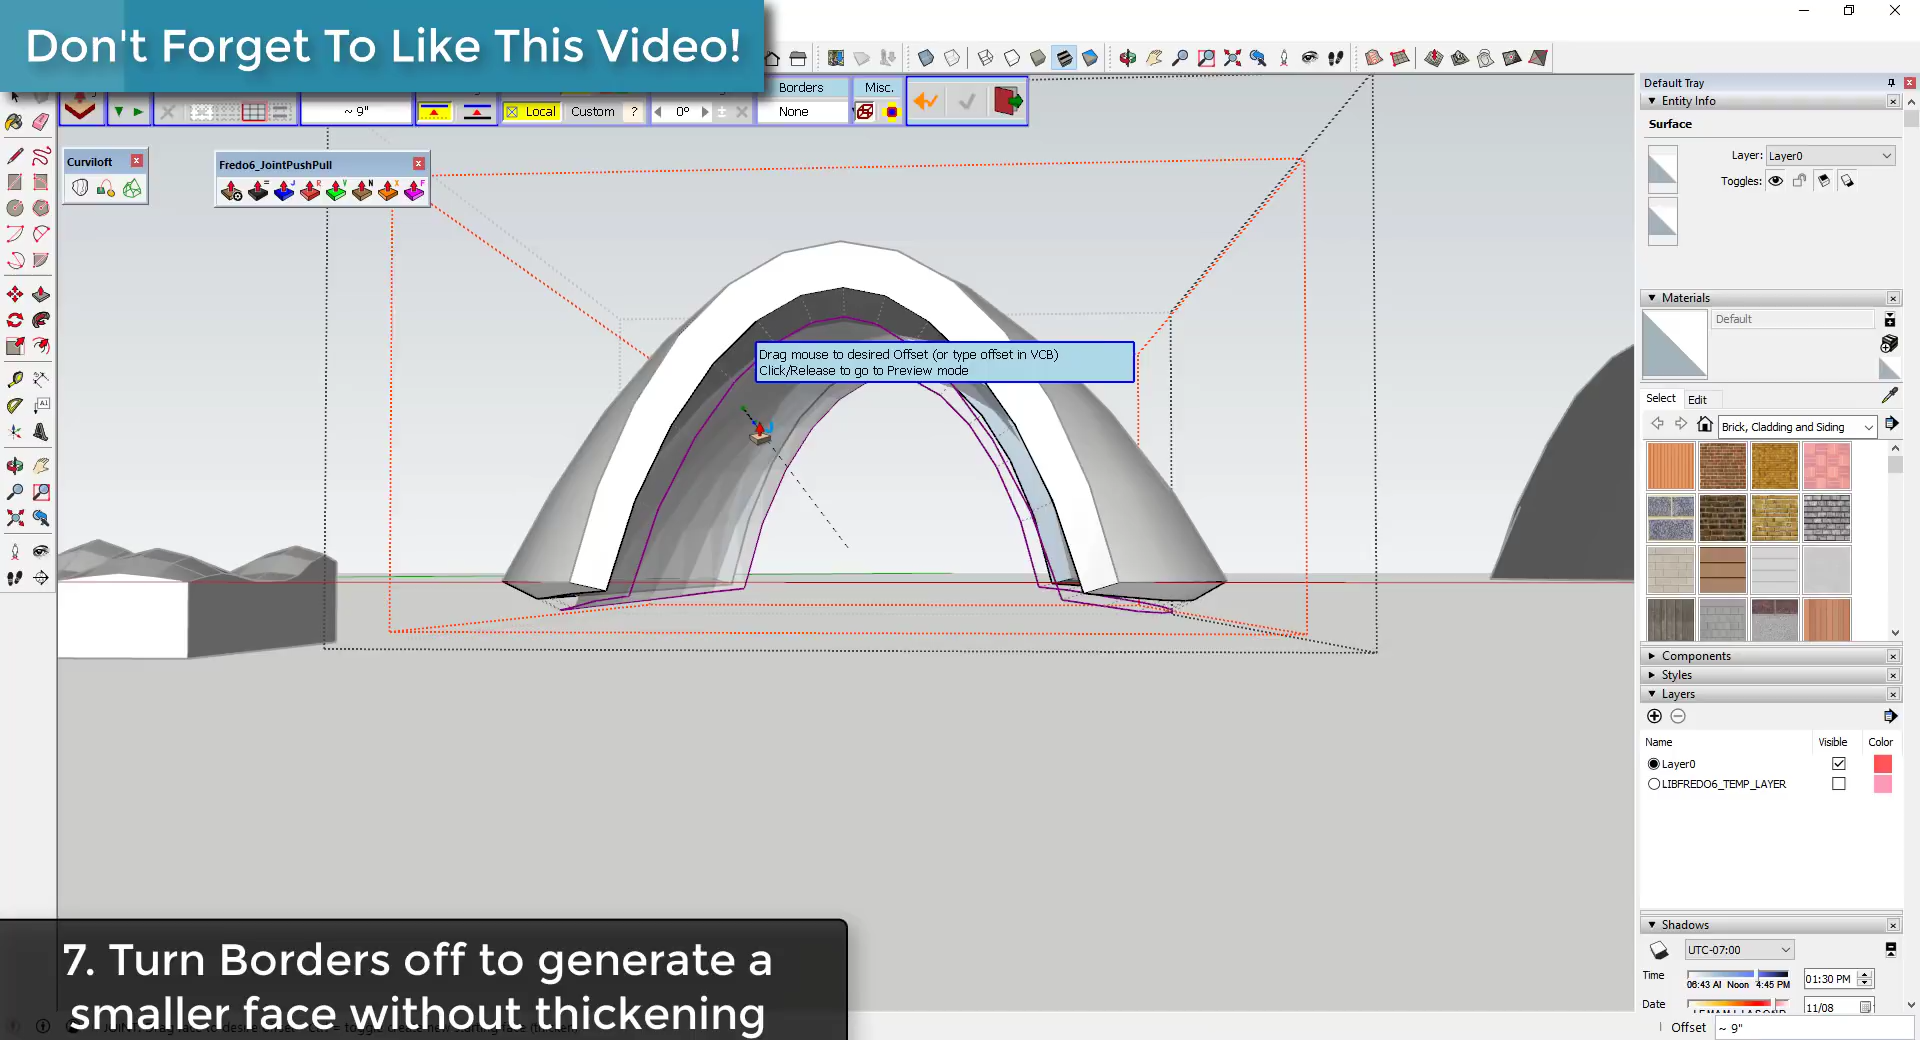 Don't Forget To Like This Video!
Borders
Misc.
~ 9"
Local
Custom
?
0°
None
Default Tray
Entity Info
Surface
Layer:
Layer0
Toggles:
Curviloft
Fredo6_JointPushPull
Drag mouse to desired Offset (or type offset in VCB)
Click/Release to go to Preview mode
Materials
Default
Select
Edit
Brick, Cladding and Siding
Components
Styles
Layers
Name
Visible
Color
Layer0
LIBFREDO6_TEMP_LAYER
Shadows
UTC-07:00
Time
06:43 AM
Noon
4:45 PM
01:30 PM
Date
11/08
7. Turn Borders off to generate a
smaller face without thickening
Offset
~ 9"